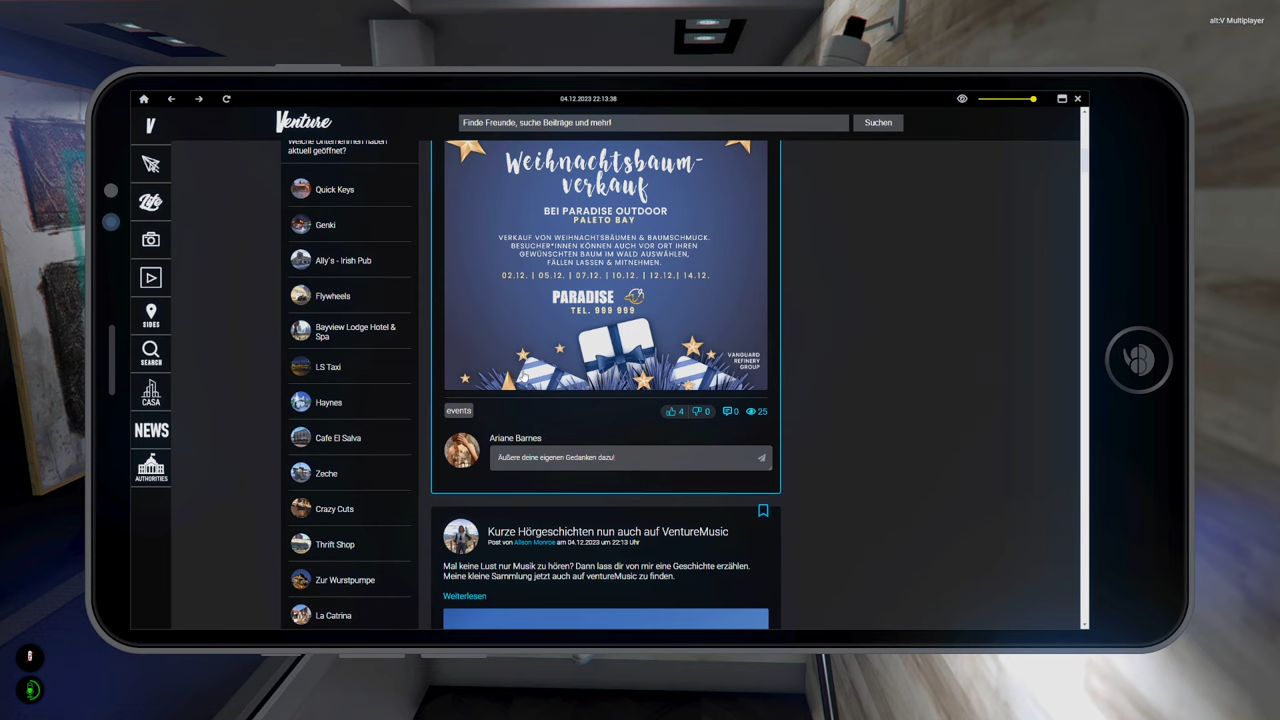 alt:V Multiplayer
04.12.2023 22:13:38
V
Venture
Finde Freunde, suche Beiträge und mehr!
Suchen
Life
SIDES
SEARCH
CASA
NEWS
AUTHORITIES
Welche Unternehmen haben
aktuell geöffnet?
Quick Keys
Genki
Ally's - Irish Pub
Flywheels
Bayview Lodge Hotel &
Spa
LS Taxi
Haynes
Cafe El Salva
Zeche
Crazy Cuts
Thrift Shop
Zur Wurstpumpe
La Catrina
Weihnachtsbaum-
verkauf
BEI PARADISE OUTDOOR
PALETO BAY
VERKAUF VON WEIHNACHTSBÄUMEN & BAUMSCHMUCK.
BESUCHER*INNEN KÖNNEN AUCH VOR ORT IHREN
GEWÜNSCHTEN BAUM IM WALD AUSWÄHLEN,
FÄLLEN LASSEN & MITNEHMEN.
02.12. | 05.12. | 07.12. | 10.12. | 12.12.| 14.12.
PARADISE
TEL. 999 999
VANGUARD
REFINERY
GROUP
events
4 0 0 25
Ariane Barnes
Äußere deine eigenen Gedanken dazu!
Kurze Hörgeschichten nun auch auf VentureMusic
Post von Alison Monroe am 04.12.2023 um 22:13 Uhr
Mal keine Lust nur Musik zu hören? Dann lass dir von mir eine Geschichte erzählen.
Meine kleine Sammlung jetzt auch auf ventureMusic zu finden.
Weiterlesen